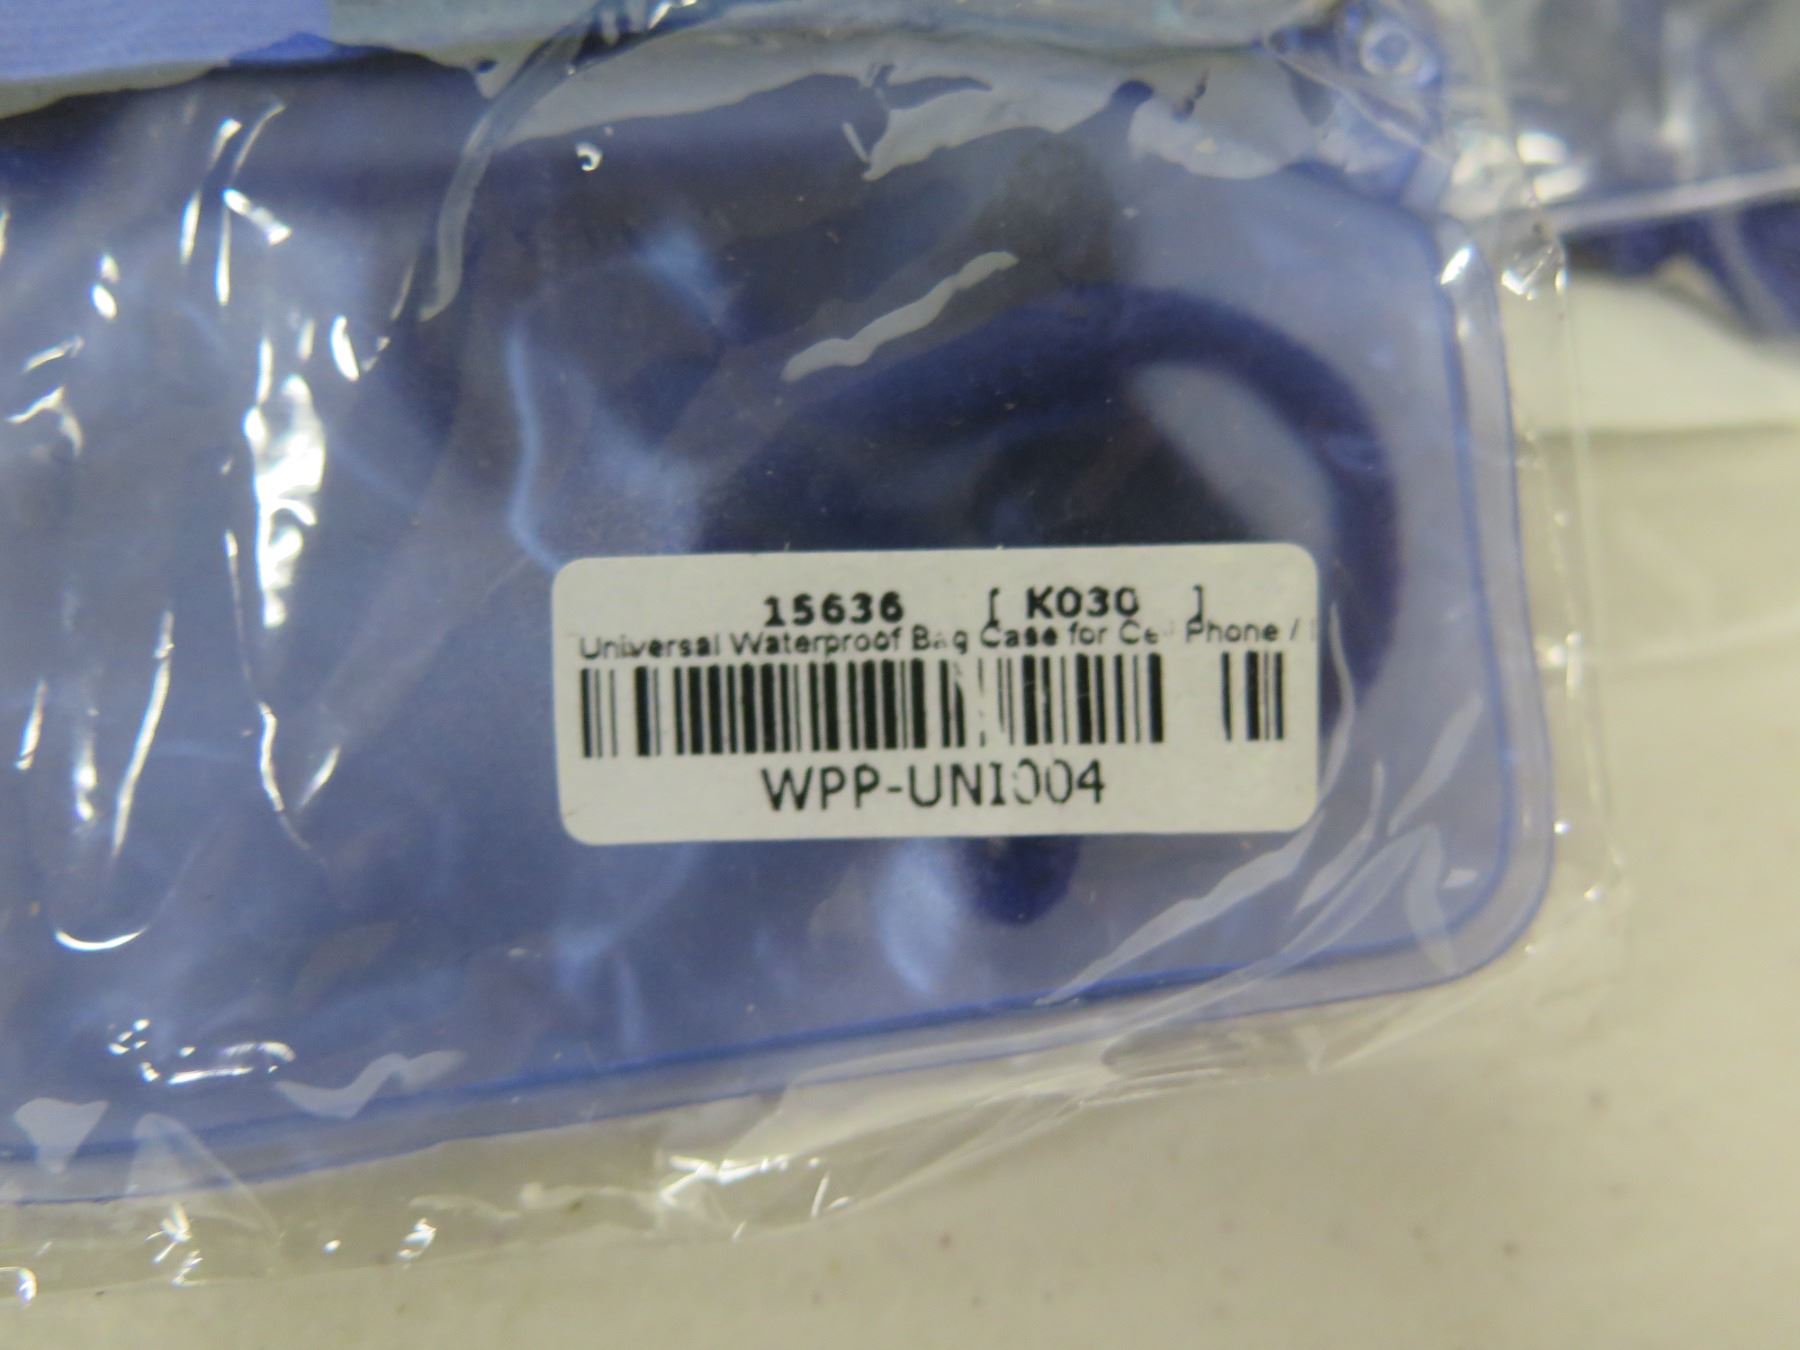 15636 [ K030 ]
Universal Waterproof Bag Case for Cell Phone /
WPP-UNI004